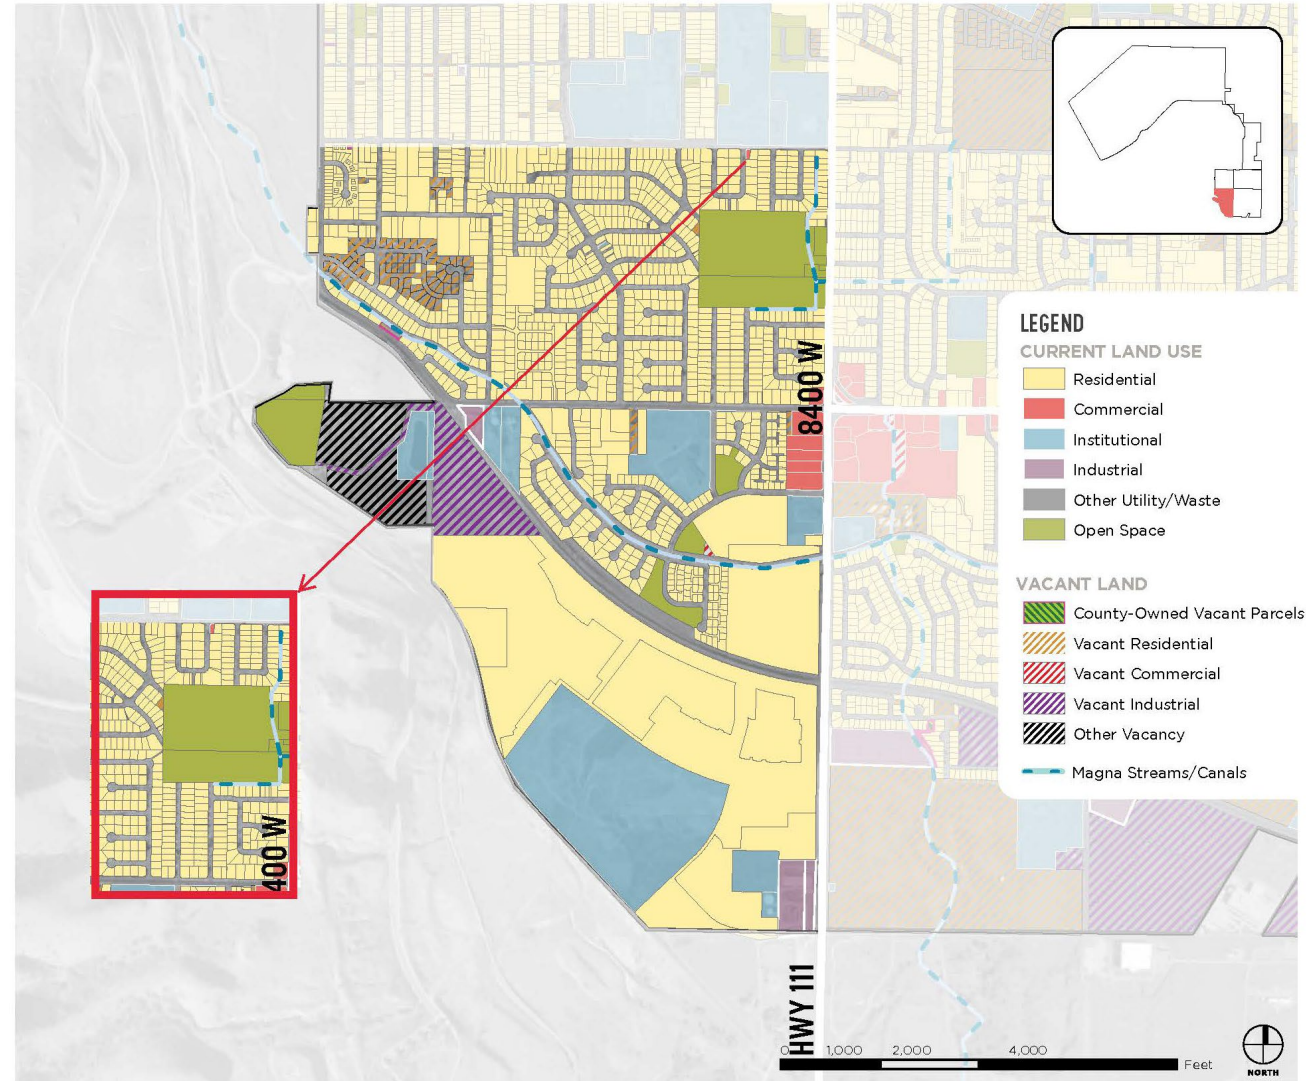 LEGEND
CURRENT LAND USE
Residential
Commercial
Institutional
Industrial
Other Utility/Waste
Open Space
VACANT LAND
County-Owned Vacant Parcels
Vacant Residential
Vacant Commercial
Vacant Industrial
Other Vacancy
Magna Streams/Canals
8400 W
400 W
HWY 111
0 1,000 2,000 4,000
Feet
NORTH